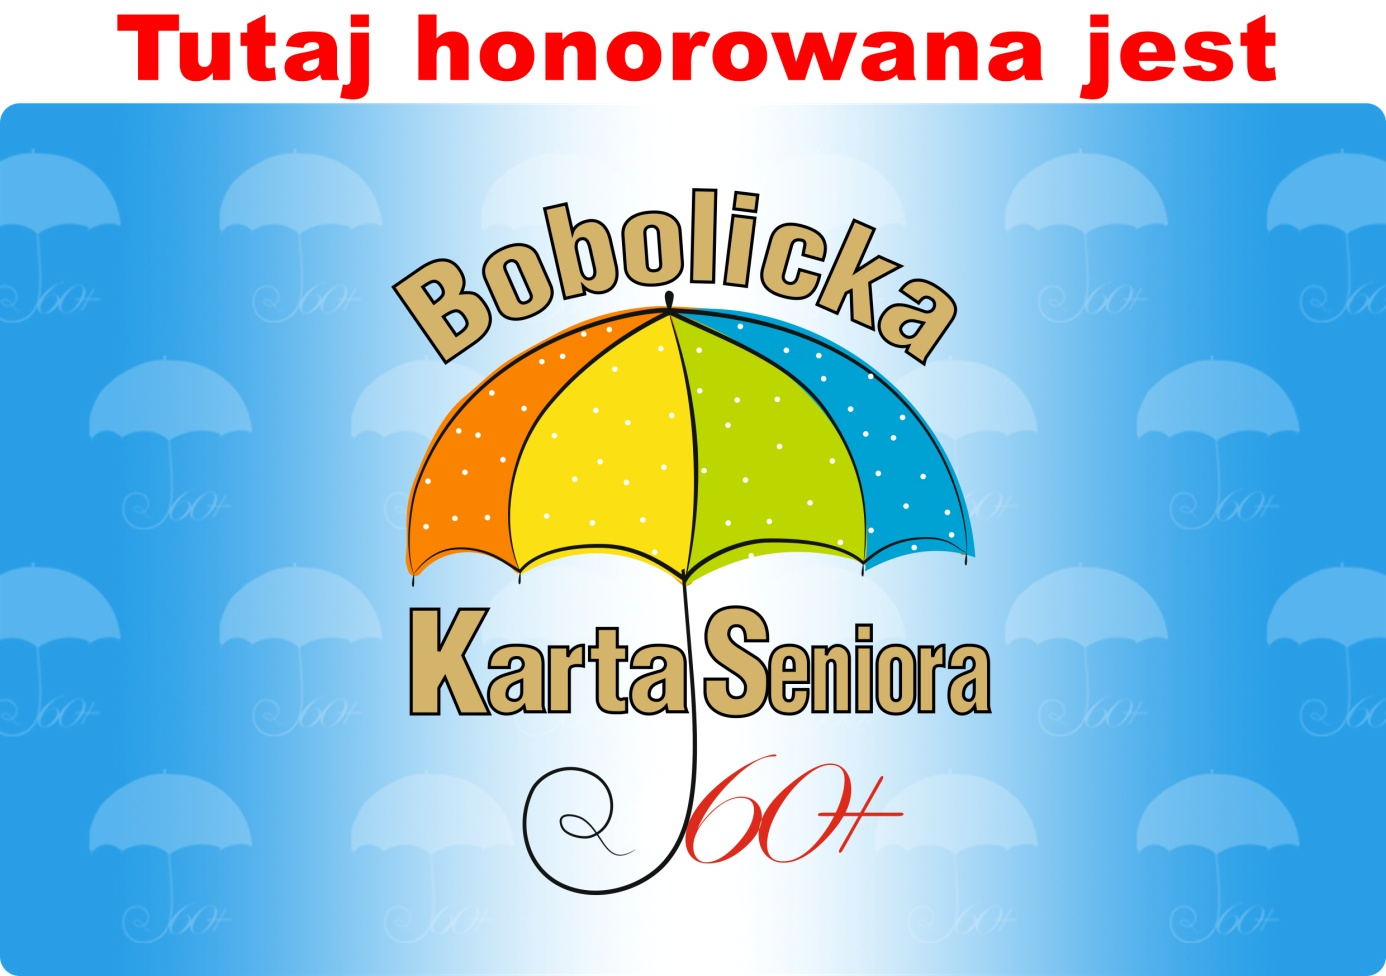 Tutaj honorowana jest
Bobolicka
Karta Seniora
60+